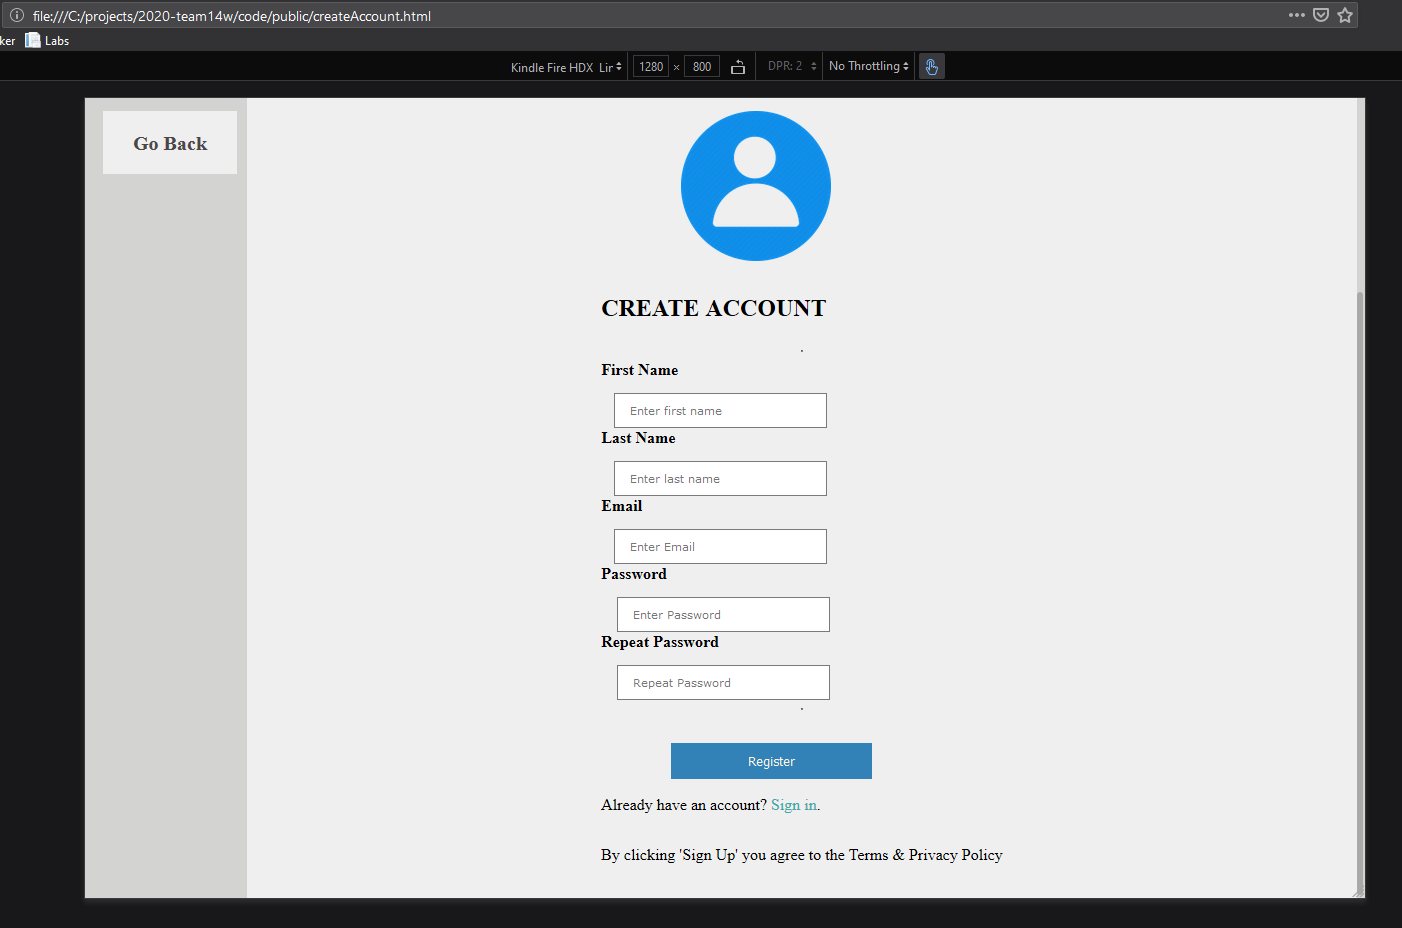 file:///C:/projects/2020-team14w/code/public/createAccount.html
ker Labs
Kindle Fire HDX Lir 1280 × 800 DPR: 2 No Throttling
Go Back
CREATE ACCOUNT
First Name
Enter first name
Last Name
Enter last name
Email
Enter Email
Password
Enter Password
Repeat Password
Repeat Password
Register
Already have an account? Sign in.
By clicking 'Sign Up' you agree to the Terms & Privacy Policy